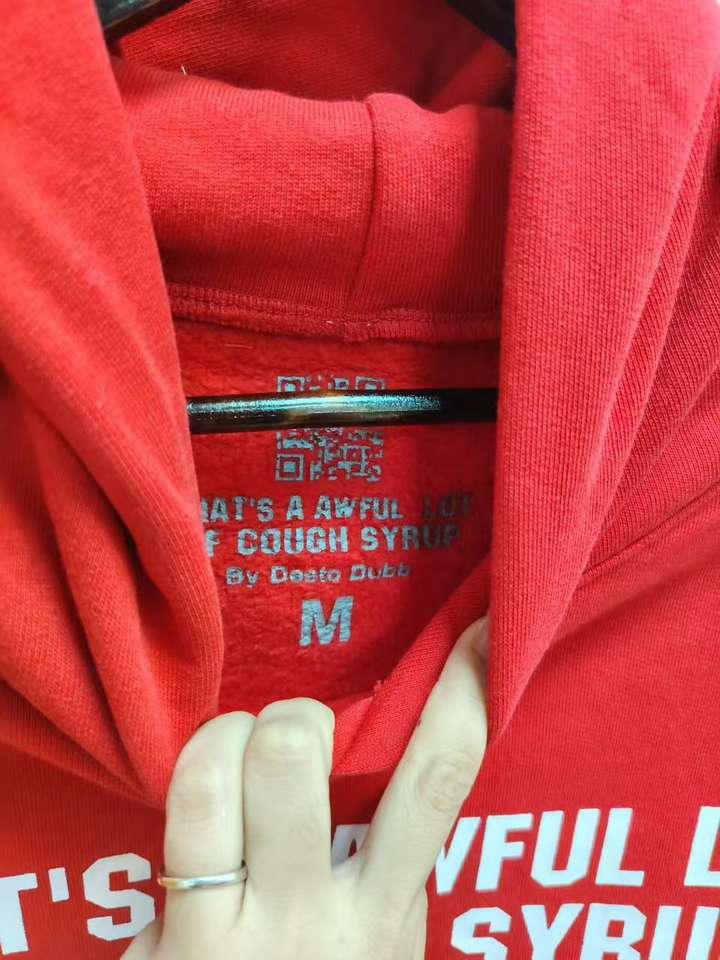 HAT'S A AWFUL LOT
F COUGH SYRUP
By Desto Dubb
M
T'S A AWFUL L
SYRU